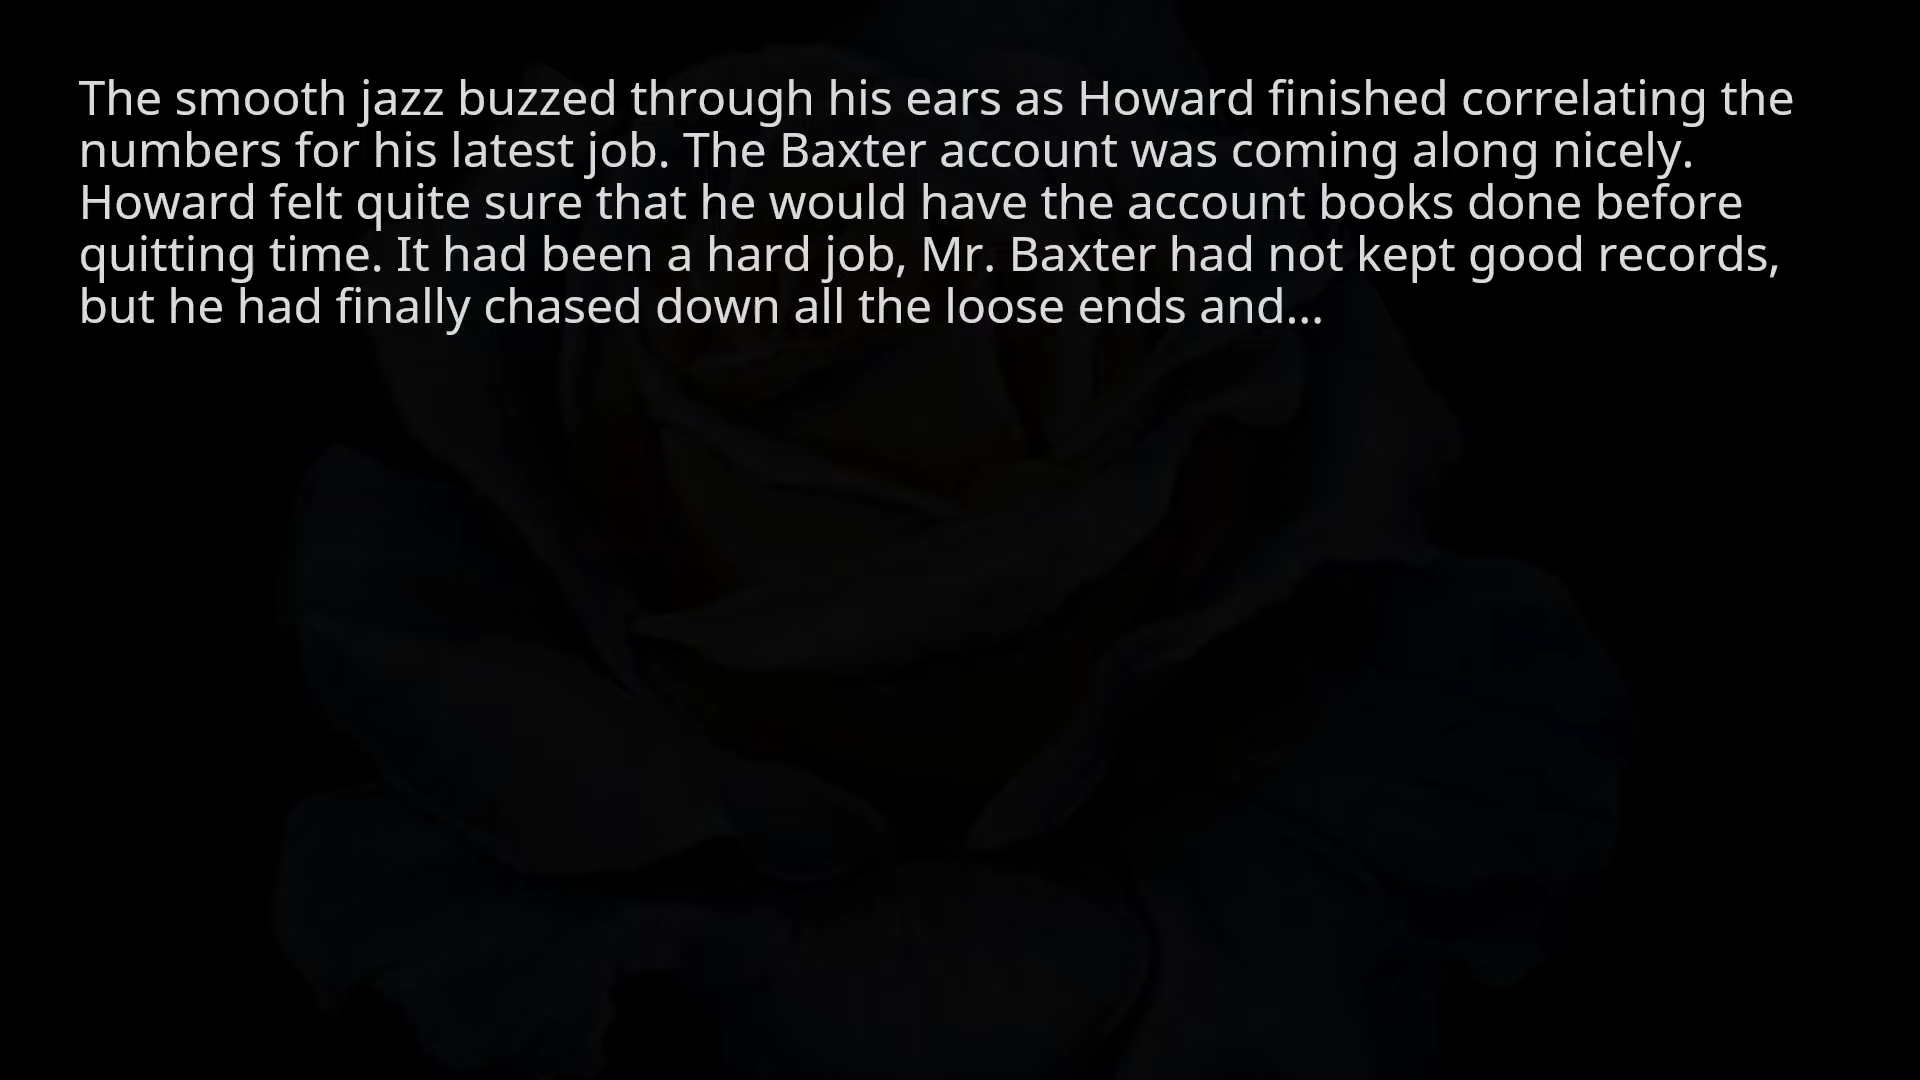 The smooth jazz buzzed through his ears as Howard finished correlating the
numbers for his latest job. The Baxter account was coming along nicely.
Howard felt quite sure that he would have the account books done before
quitting time. It had been a hard job, Mr. Baxter had not kept good records,
but he had finally chased down all the loose ends and...